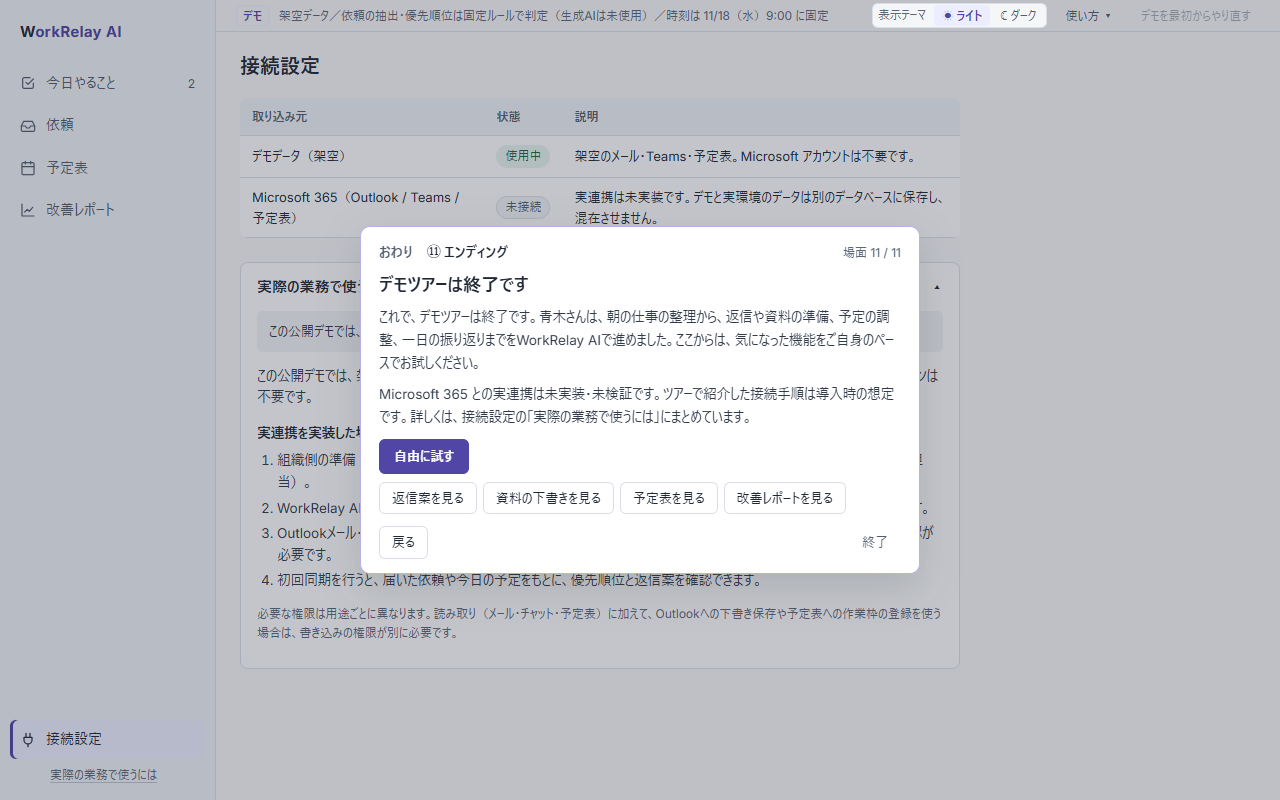 WorkRelay AI
今日やること 2
依頼
予定表
改善レポート
接続設定
実際の業務で使うには
デモ 架空データ／依頼の抽出・優先順位は固定ルールで判定（生成AIは未使用）／時刻は 11/18（水）9:00 に固定
表示テーマ ライト ダーク 使い方 ▼ デモを最初からやり直す
接続設定
取り込み元 状態 説明
デモデータ（架空） 使用中 架空のメール・Teams・予定表。Microsoft アカウントは不要です。
Microsoft 365（Outlook / Teams / 予定表） 未接続 実連携は未実装です。デモと実環境のデータは別のデータベースに保存し、
混在させません。
実際の業務で使
この公開デモでは、
この公開デモでは、
不要です。
実連携を実装した
1. 組織側の準備
当）。
2. WorkRelay AI
3. Outlookメール・
必要です。
4. 初回同期を行うと、届いた依頼や今日の予定をもとに、優先順位と返信案を確認できます。
必要な権限は用途ごとに異なります。読み取り（メール・チャット・予定表）に加えて、Outlookへの下書き保存や予定表への作業枠の登録を使う
場合は、書き込みの権限が別に必要です。
おわり ⑪ エンディング 場面 11 / 11
デモツアーは終了です
これで、デモツアーは終了です。青木さんは、朝の仕事の整理から、返信や資料の準備、予定の調
整、一日の振り返りまでをWorkRelay AIで進めました。ここからは、気になった機能をご自身のペー
スでお試しください。
Microsoft 365 との実連携は未実装・未検証です。ツアーで紹介した接続手順は導入時の想定
です。詳しくは、接続設定の「実際の業務で使うには」にまとめています。
自由に試す
返信案を見る 資料の下書きを見る 予定表を見る 改善レポートを見る
戻る 終了